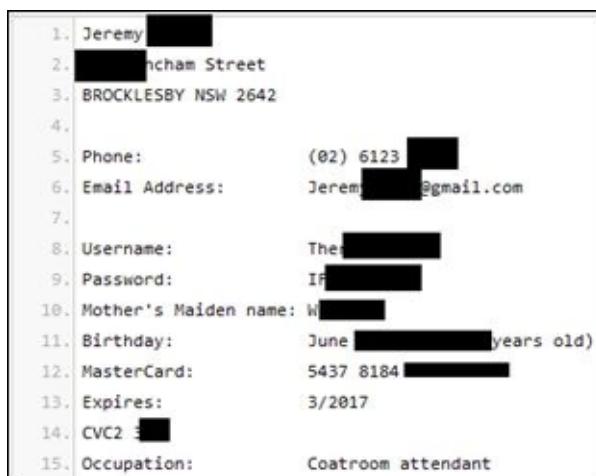 1. Jeremy
2. ncham Street
3. BROCKLESBY NSW 2642
4.
5. Phone: (02) 6123
6. Email Address: Jerem @gmail.com
7.
8. Username: The
9. Password: IF
10. Mother's Maiden name: W
11. Birthday: June years old)
12. MasterCard: 5437 8184
13. Expires: 3/2017
14. CVC2
15. Occupation: Coatroom attendant